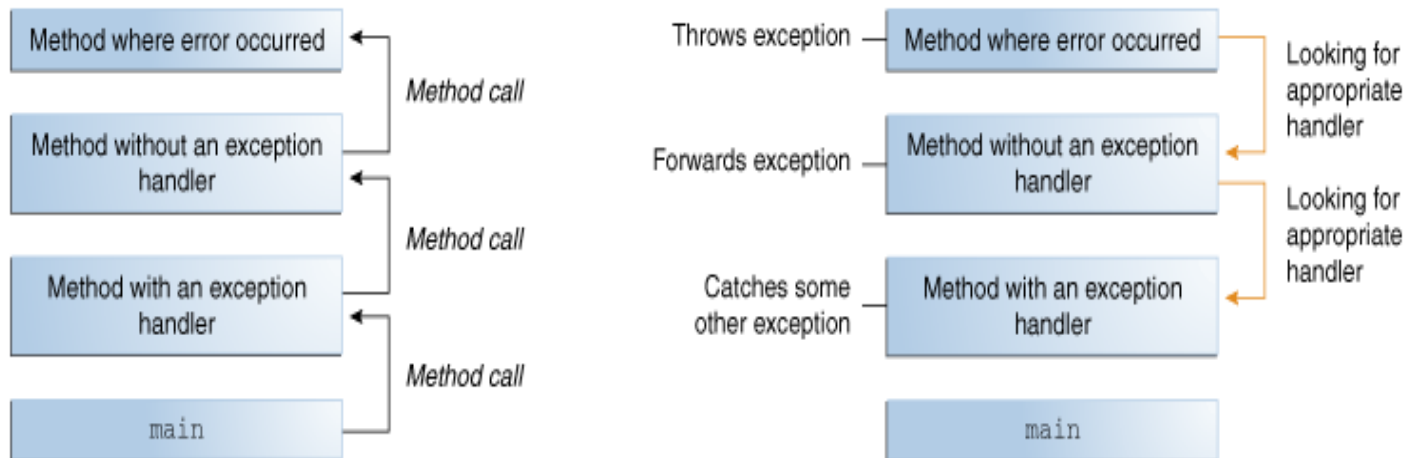 Method where error occurred
Method call
Method without an exception
handler
Method call
Method with an exception
handler
Method call
main
Throws exception
Method where error occurred
Looking for
appropriate
handler
Forwards exception
Method without an exception
handler
Looking for
appropriate
handler
Catches some
other exception
Method with an exception
handler
main